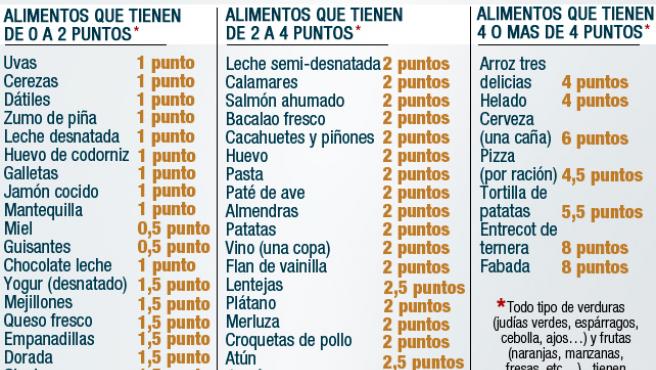 ALIMENTOS QUE TIENEN
DE 0 A 2 PUNTOS*
Uvas 1 punto
Cerezas 1 punto
Dátiles 1 punto
Zumo de piña 1 punto
Leche desnatada 1 punto
Huevo de codorniz 1 punto
Galletas 1 punto
Jamón cocido 1 punto
Mantequilla 1 punto
Miel 0,5 punto
Guisantes 0,5 punto
Chocolate leche 1 punto
Yogur (desnatado) 1,5 punto
Mejillones 1,5 punto
Queso fresco 1,5 punto
Empanadillas 1,5 punto
Dorada 1,5 punto
ALIMENTOS QUE TIENEN
DE 2 A 4 PUNTOS*
Leche semi-desnatada 2 puntos
Calamares 2 puntos
Salmón ahumado 2 puntos
Bacalao fresco 2 puntos
Cacahuetes y piñones 2 puntos
Huevo 2 puntos
Pasta 2 puntos
Paté de ave 2 puntos
Almendras 2 puntos
Patatas 2 puntos
Vino (una copa) 2 puntos
Flan de vainilla 2 puntos
Lentejas 2,5 puntos
Plátano 2 puntos
Merluza 2 puntos
Croquetas de pollo 2 puntos
Atún 2,5 puntos
ALIMENTOS QUE TIENEN
4 O MAS DE 4 PUNTOS*
Arroz tres
delicias 4 puntos
Helado 4 puntos
Cerveza
(una caña) 6 puntos
Pizza
(por ración) 4,5 puntos
Tortilla de
patatas 5,5 puntos
Entrecot de
ternera 8 puntos
Fabada 8 puntos
*Todo tipo de verduras
(judías verdes, espárragos,
cebolla, ajos...) y frutas
(naranjas, manzanas,
fresas, etc...) tienen